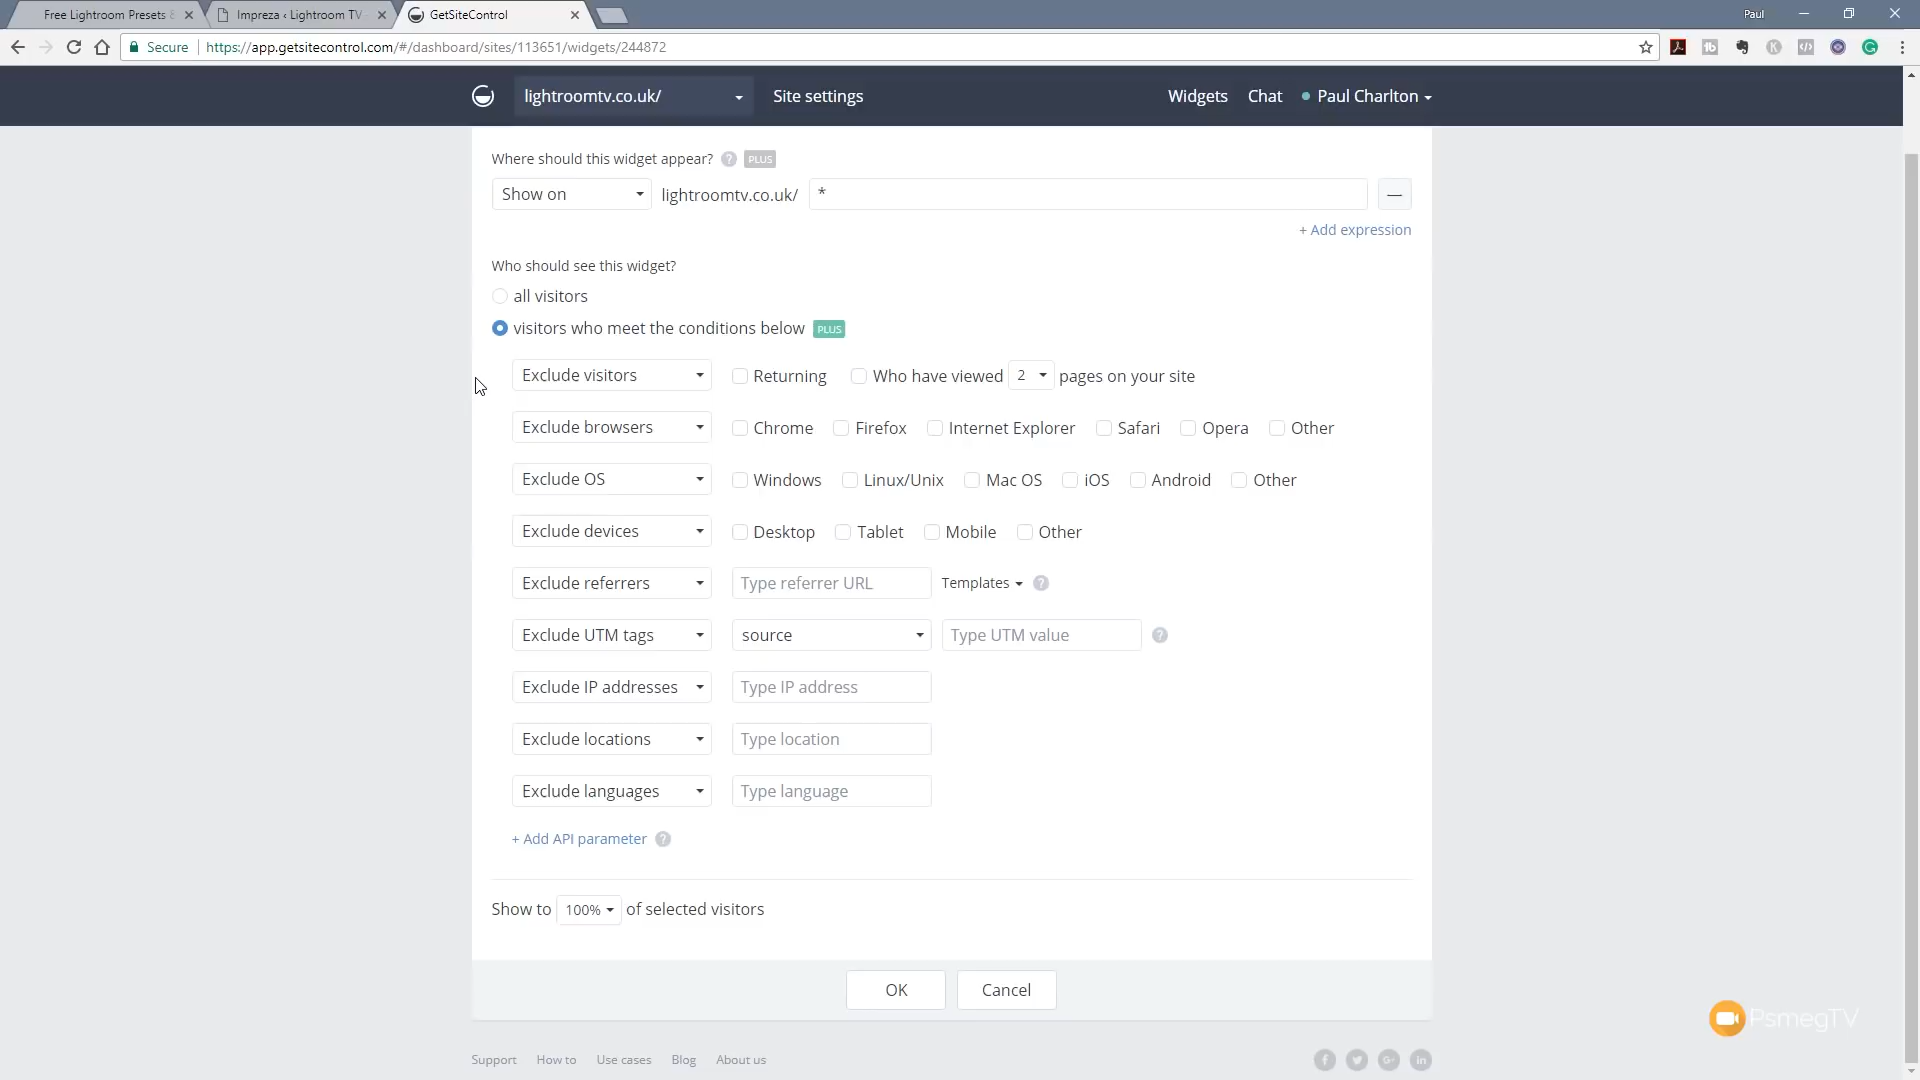 Free Lightroom Presets &
Impreza ‹ Lightroom TV
GetSiteControl
Paul
Secure
https://app.getsitecontrol.com/#/dashboard/sites/113651/widgets/244872
lightroomtv.co.uk/
Site settings
Widgets
Chat
Paul Charlton
Where should this widget appear? ? PLUS
Show on lightroomtv.co.uk/ * —
+ Add expression
Who should see this widget?
all visitors
visitors who meet the conditions below PLUS
Exclude visitors Returning Who have viewed 2 pages on your site
Exclude browsers Chrome Firefox Internet Explorer Safari Opera Other
Exclude OS Windows Linux/Unix Mac OS iOS Android Other
Exclude devices Desktop Tablet Mobile Other
Exclude referrers Type referrer URL Templates ?
Exclude UTM tags source Type UTM value ?
Exclude IP addresses Type IP address
Exclude locations Type location
Exclude languages Type language
+ Add API parameter ?
Show to 100% of selected visitors
OK Cancel
PsmegTV
Support How to Use cases Blog About us